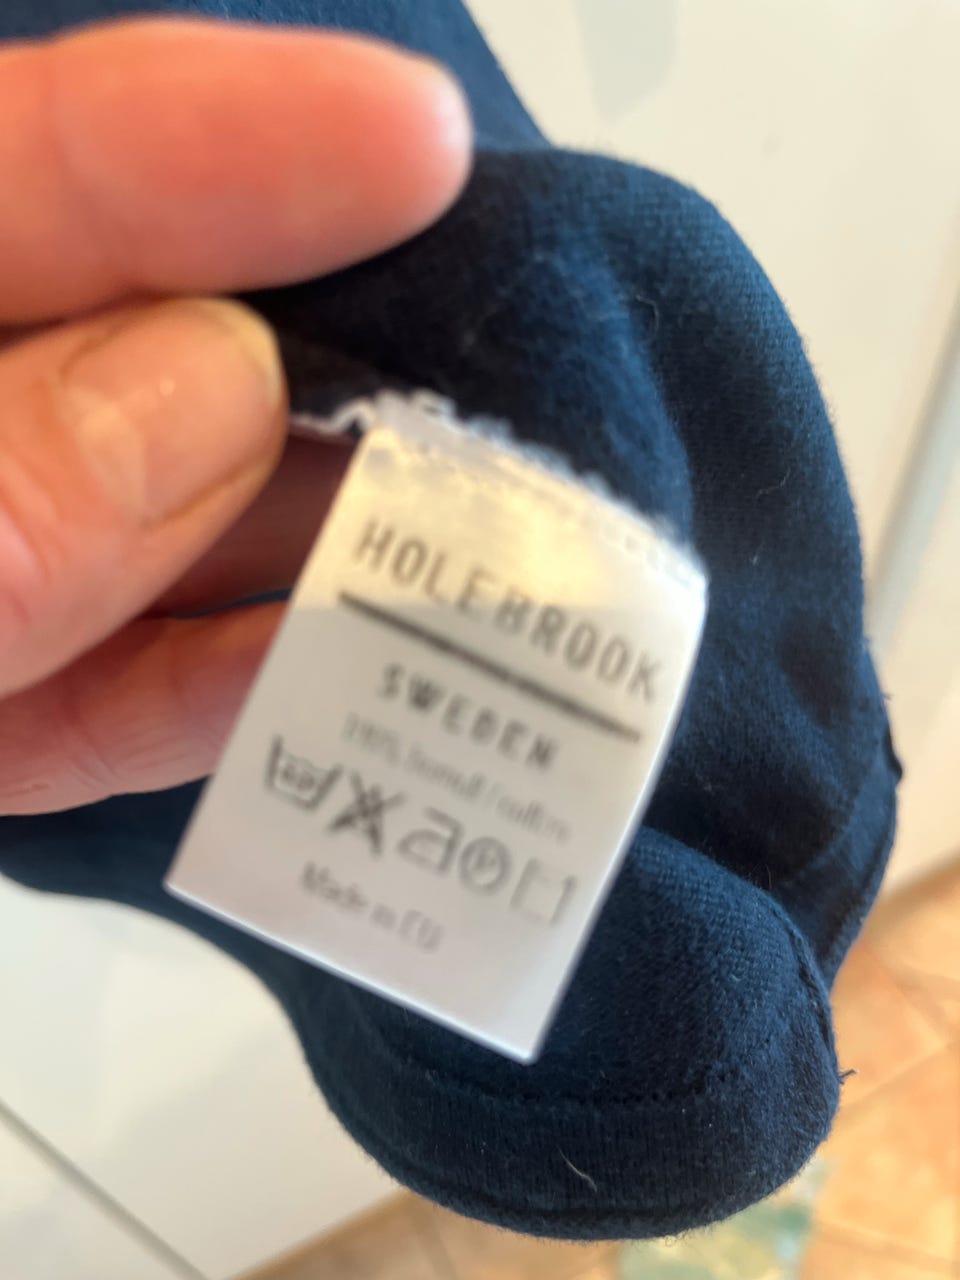 HOLEBROOK
SWEDEN
100% bomull / cotton
P
Made in EU